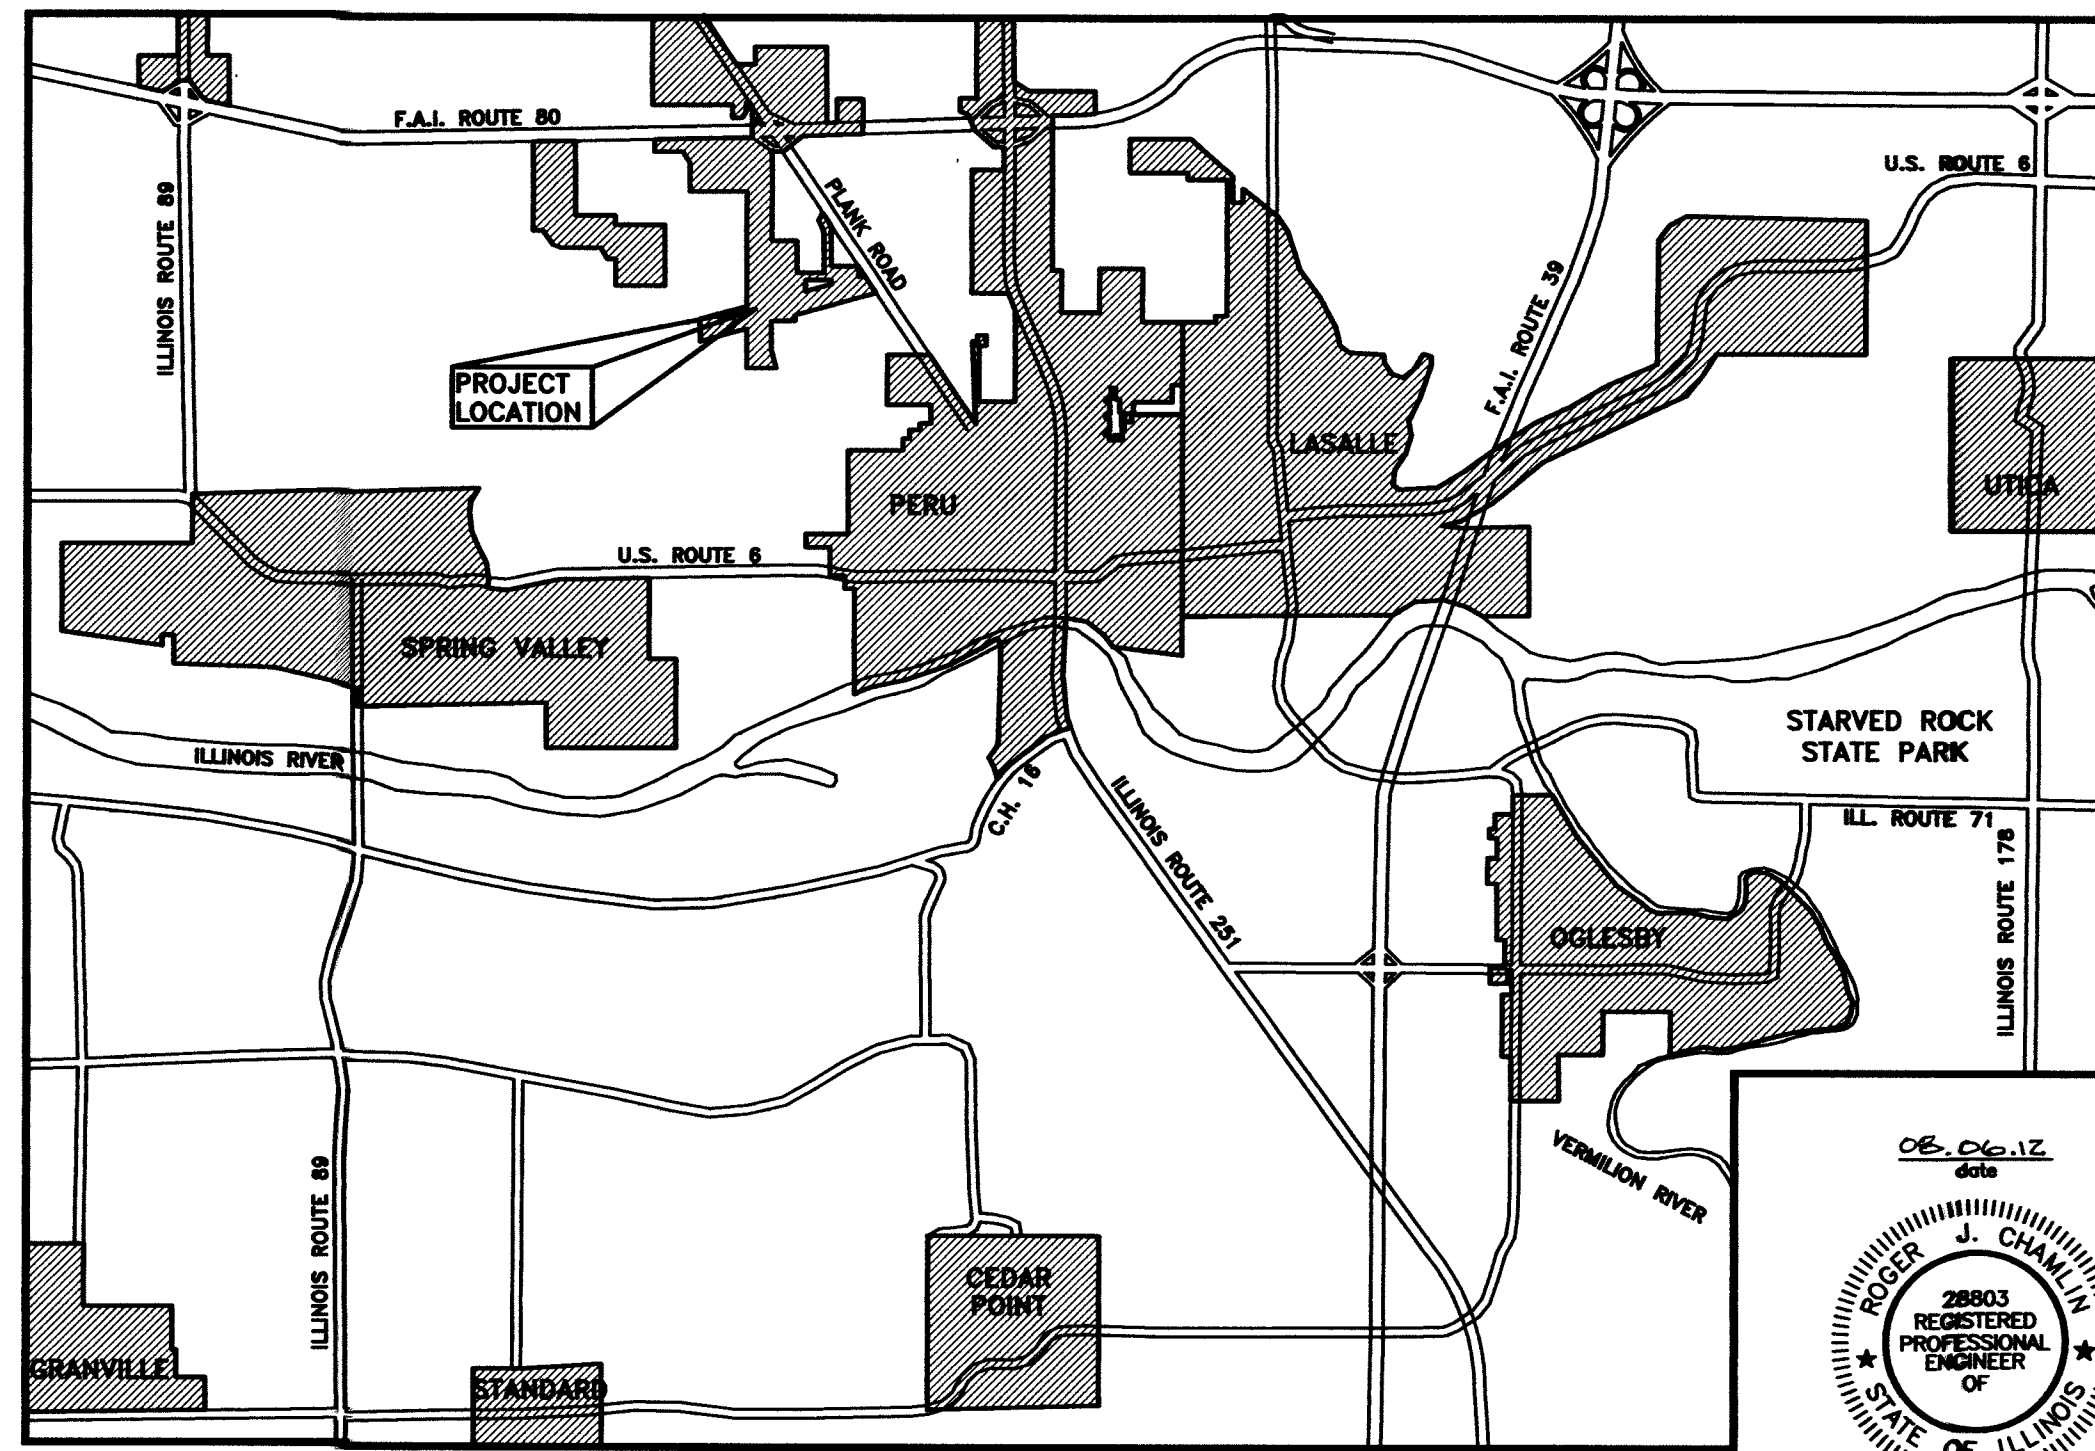 F.A.I. ROUTE 80
U.S. ROUTE 6
ILLINOIS ROUTE 89
PLANK ROAD
F.A.I. ROUTE 39
PROJECT
LOCATION
LASALLE
PERU
UTICA
U.S. ROUTE 6
SPRING VALLEY
STARVED ROCK
STATE PARK
ILLINOIS RIVER
C.H. 16
ILLINOIS ROUTE 251
ILL. ROUTE 71
ILLINOIS ROUTE 178
OGLESBY
VERMILION RIVER
ILLINOIS ROUTE 89
CEDAR
POINT
GRANVILLE
STANDARD
08.06.12
date
ROGER J. CHAMLIN
28803
REGISTERED
PROFESSIONAL
ENGINEER
OF
STATE OF ILLINOIS